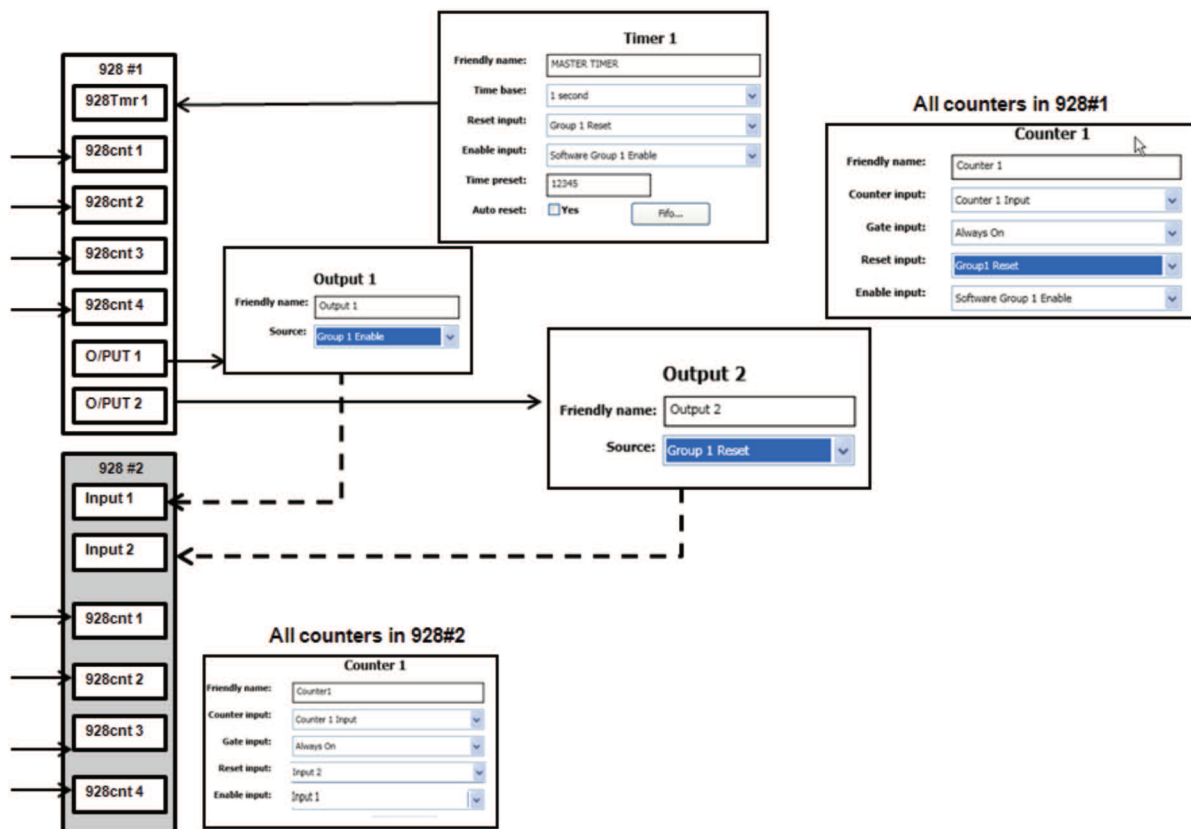 928 #1
928Tmr 1
928cnt 1
928cnt 2
928cnt 3
928cnt 4
O/PUT 1
O/PUT 2
Timer 1
Friendly name: MASTER TIMER
Time base: 1 second
Reset input: Group 1 Reset
Enable input: Software Group 1 Enable
Time preset: 12345
Auto reset: Yes Fifo...
All counters in 928#1
Counter 1
Friendly name: Counter 1
Counter input: Counter 1 Input
Gate input: Always On
Reset input: Group1 Reset
Enable input: Software Group 1 Enable
Output 1
Friendly name: Output 1
Source: Group 1 Enable
Output 2
Friendly name: Output 2
Source: Group 1 Reset
928 #2
Input 1
Input 2
928cnt 1
928cnt 2
928cnt 3
928cnt 4
All counters in 928#2
Counter 1
Friendly name: Counter1
Counter input: Counter 1 Input
Gate input: Always On
Reset input: Input 2
Enable input: Input 1